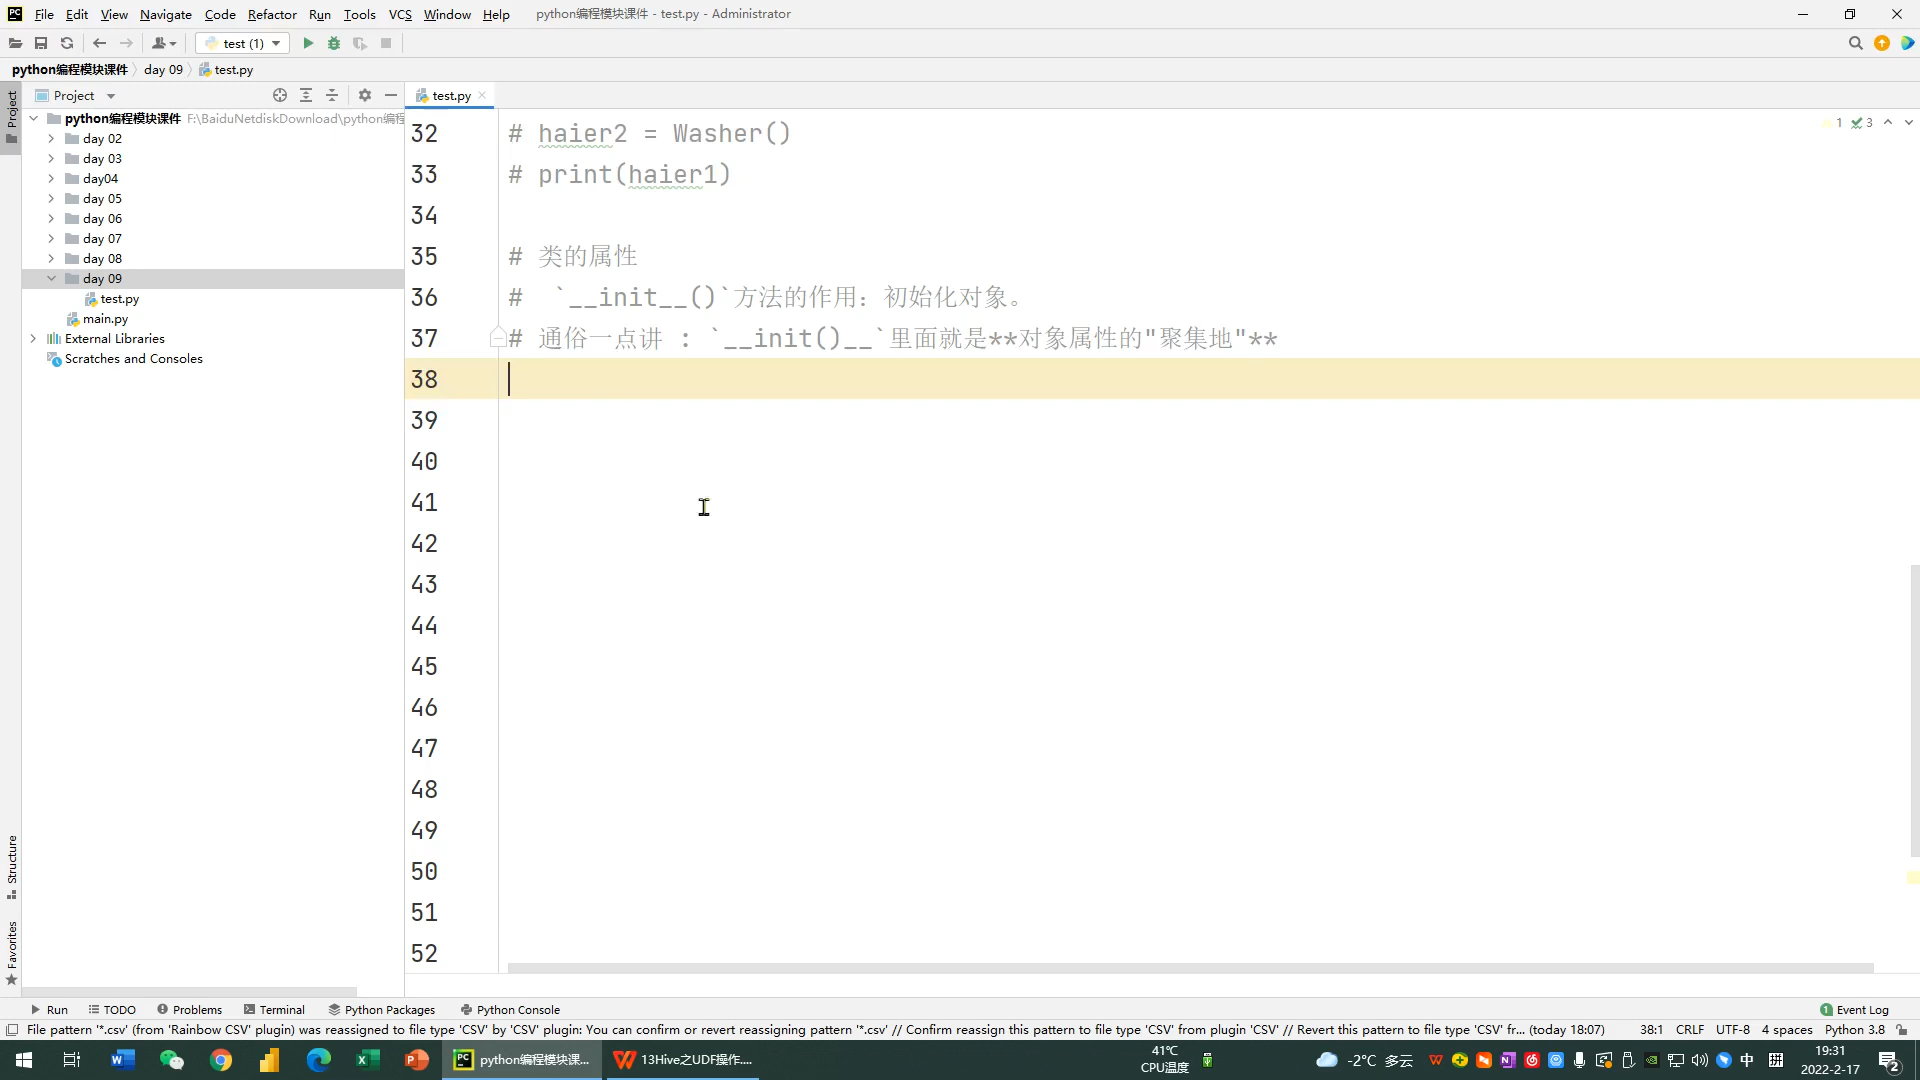 File Edit View Navigate Code Refactor Run Tools VCS Window Help python编程模块课件 - test.py - Administrator
test (1)
python编程模块课件 day 09 test.py
Project
test.py
python编程模块课件 F:\BaiduNetdiskDownload\python编程
day 02
day 03
day04
day 05
day 06
day 07
day 08
day 09
test.py
main.py
External Libraries
Scratches and Consoles
Project
Structure
Favorites
32 # haier2 = Washer()
33 # print(haier1)
34
35 # 类的属性
36 #  `__init__()`方法的作用：初始化对象。
37 # 通俗一点讲 : `__init()__`里面就是**对象属性的"聚集地"**
38
39
40
41
42
43
44
45
46
47
48
49
50
51
52
1 3
Run TODO Problems Terminal Python Packages Python Console 1 Event Log
File pattern '*.csv' (from 'Rainbow CSV' plugin) was reassigned to file type 'CSV' by 'CSV' plugin: You can confirm or revert reassigning pattern '*.csv' // Confirm reassign this pattern to file type 'CSV' from plugin 'CSV' // Revert this pattern to file type 'CSV' fr... (today 18:07) 38:1 CRLF UTF-8 4 spaces Python 3.8
python编程模块课... 13Hive之UDF操作....
41℃
CPU温度
-2°C 多云
中
19:31
2022-2-17
2